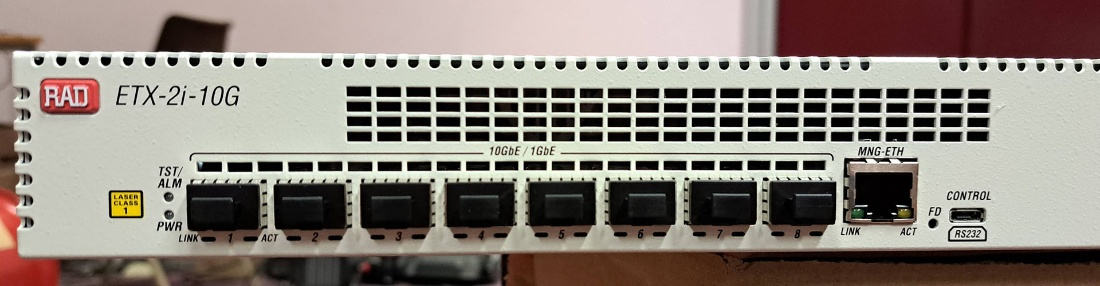 RAD
ETX-2i-10G
10GbE / 1GbE
MNG-ETH
TST/
ALM
LASER
CLASS
1
PWR
LINK 1 ACT 2 3 4 5 6 7 8
LINK ACT
FD
CONTROL
RS232